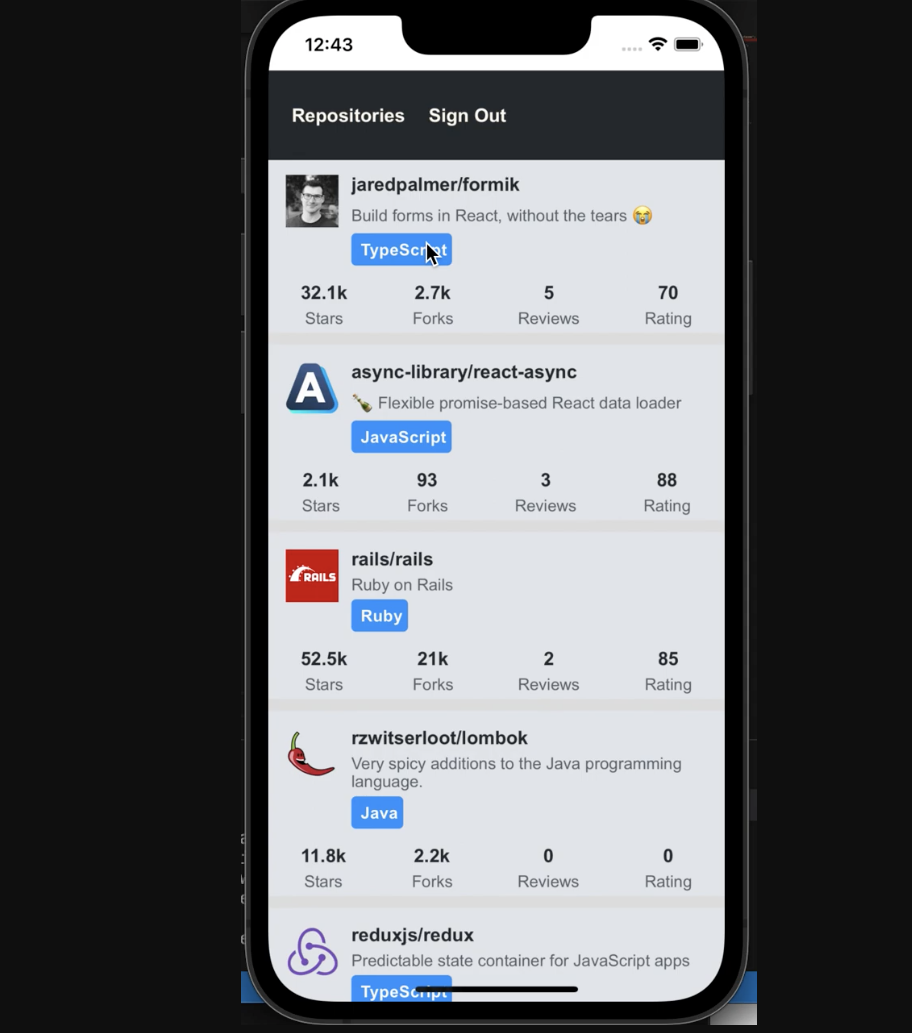 12:43
Repositories Sign Out
jaredpalmer/formik
Build forms in React, without the tears 😭
TypeScript
32.1k 2.7k 5 70
Stars Forks Reviews Rating
A
async-library/react-async
🍾 Flexible promise-based React data loader
JavaScript
2.1k 93 3 88
Stars Forks Reviews Rating
RAILS
rails/rails
Ruby on Rails
Ruby
52.5k 21k 2 85
Stars Forks Reviews Rating
rzwitserloot/lombok
Very spicy additions to the Java programming
language.
Java
11.8k 2.2k 0 0
Stars Forks Reviews Rating
reduxjs/redux
Predictable state container for JavaScript apps
TypeScript